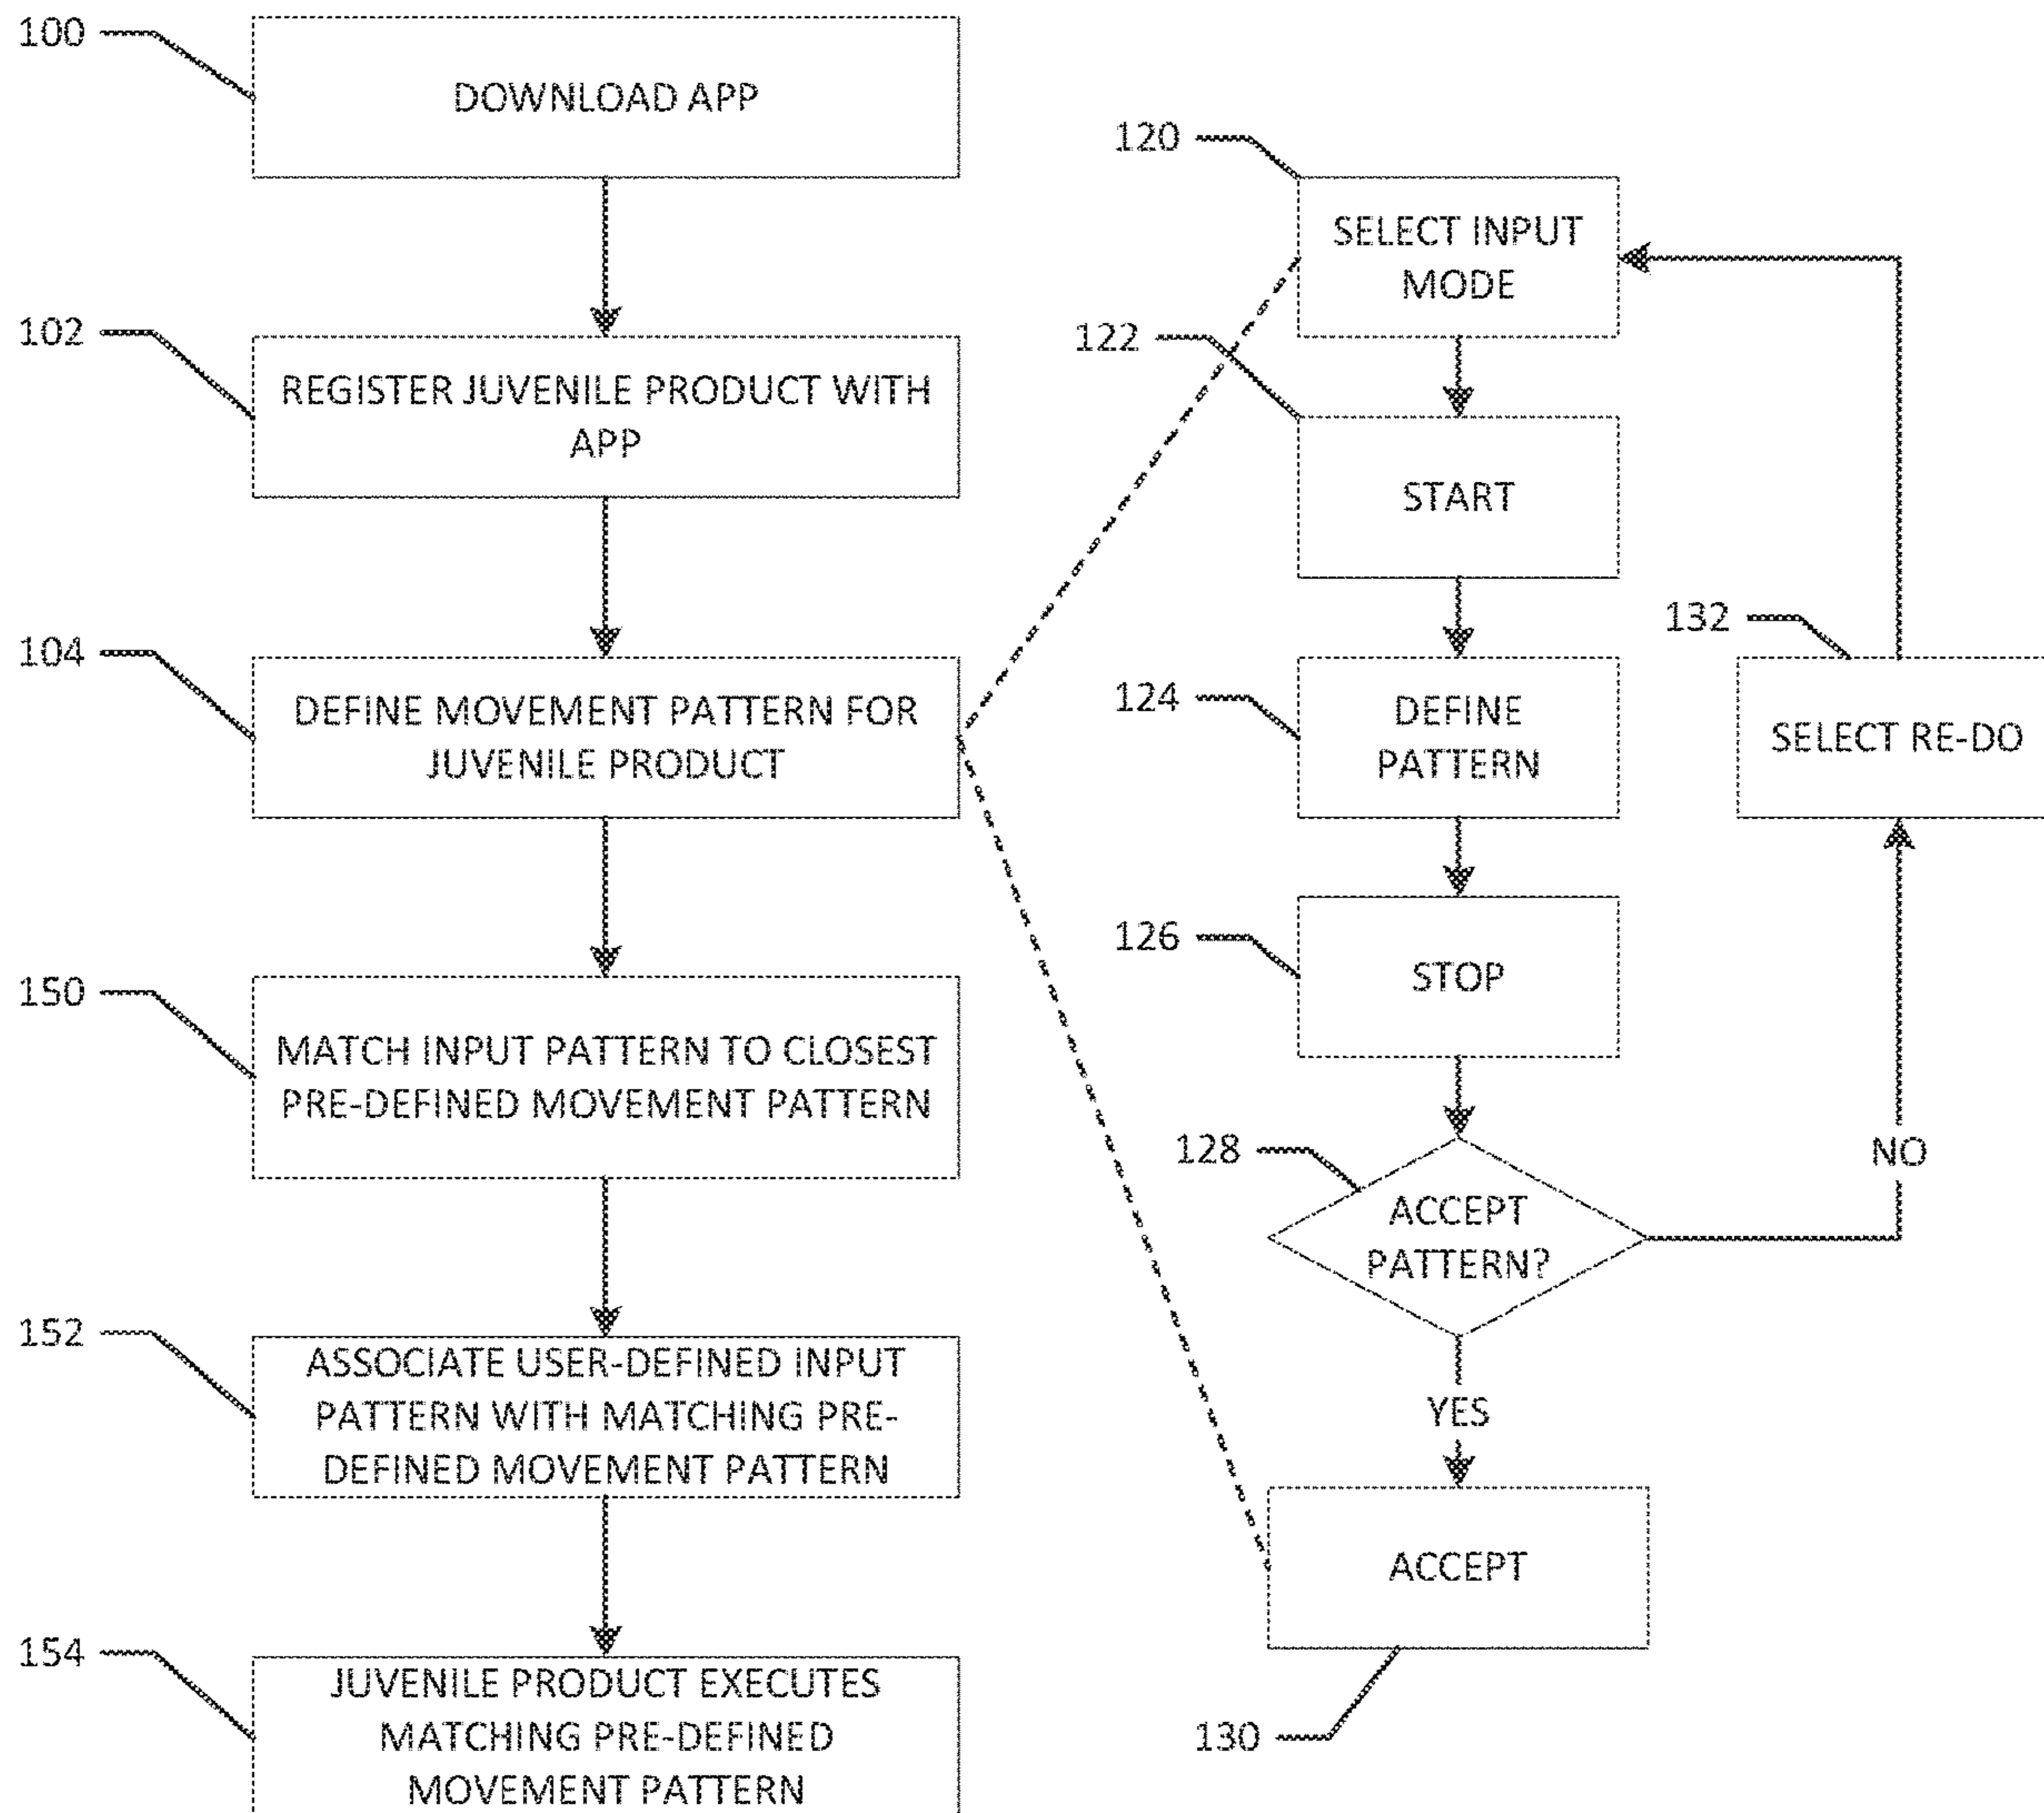 100
DOWNLOAD APP
102
REGISTER JUVENILE PRODUCT WITH
APP
104
DEFINE MOVEMENT PATTERN FOR
JUVENILE PRODUCT
150
MATCH INPUT PATTERN TO CLOSEST
PRE-DEFINED MOVEMENT PATTERN
152
ASSOCIATE USER-DEFINED INPUT
PATTERN WITH MATCHING PRE-
DEFINED MOVEMENT PATTERN
154
JUVENILE PRODUCT EXECUTES
MATCHING PRE-DEFINED
MOVEMENT PATTERN
120
SELECT INPUT
MODE
122
START
124
DEFINE
PATTERN
126
STOP
128
ACCEPT
PATTERN?
YES
ACCEPT
130
132
SELECT RE-DO
NO